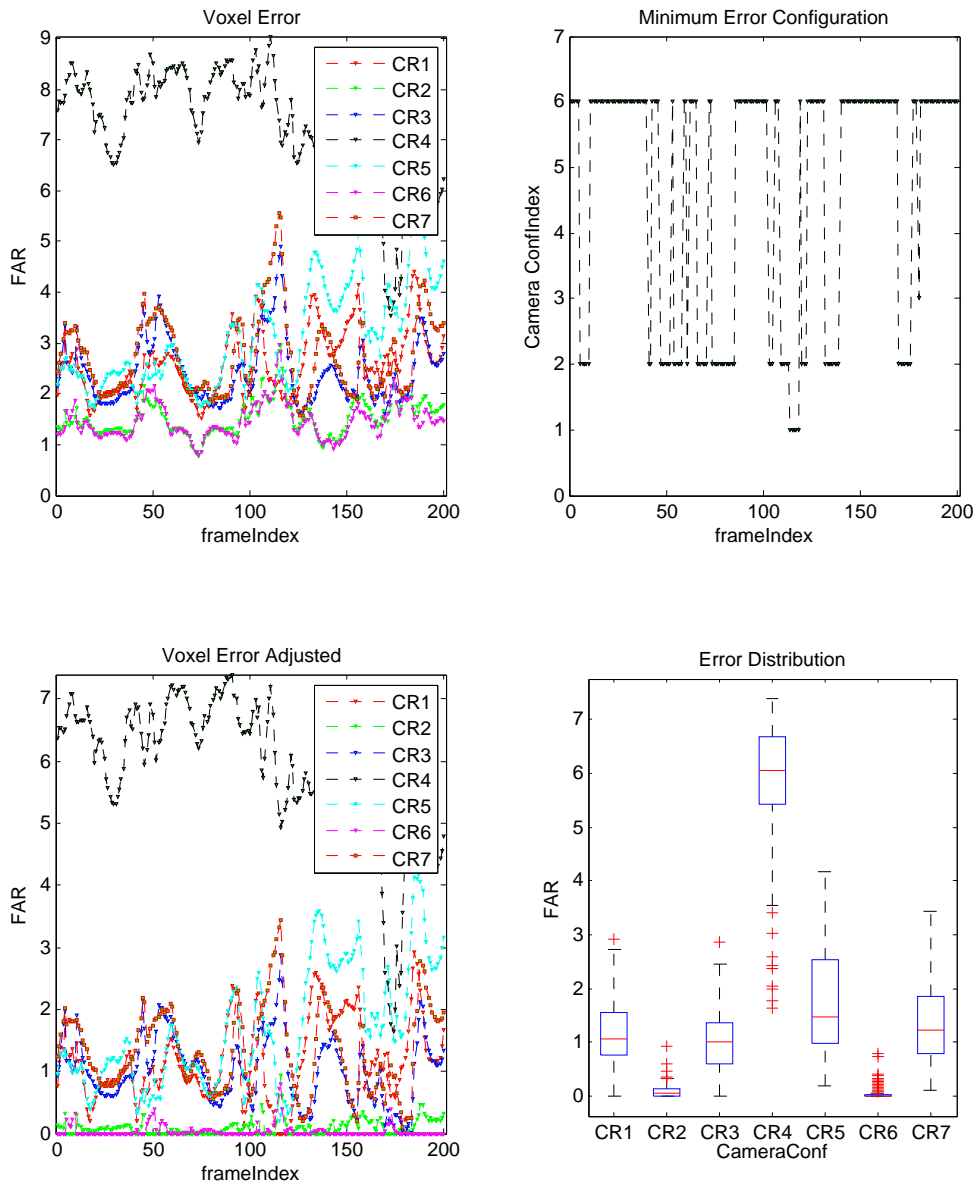 Voxel Error
9
8
7
6
5
4
3
2
1
0
FAR
0 50 100 150 200
frameIndex
CR1
CR2
CR3
CR4
CR5
CR6
CR7
Minimum Error Configuration
7
6
5
4
3
2
1
0
Camera ConfIndex
0 50 100 150 200
frameIndex
Voxel Error Adjusted
7
6
5
4
3
2
1
0
FAR
0 50 100 150 200
frameIndex
CR1
CR2
CR3
CR4
CR5
CR6
CR7
Error Distribution
7
6
5
4
3
2
1
0
FAR
CR1 CR2 CR3 CR4 CR5 CR6 CR7
CameraConf